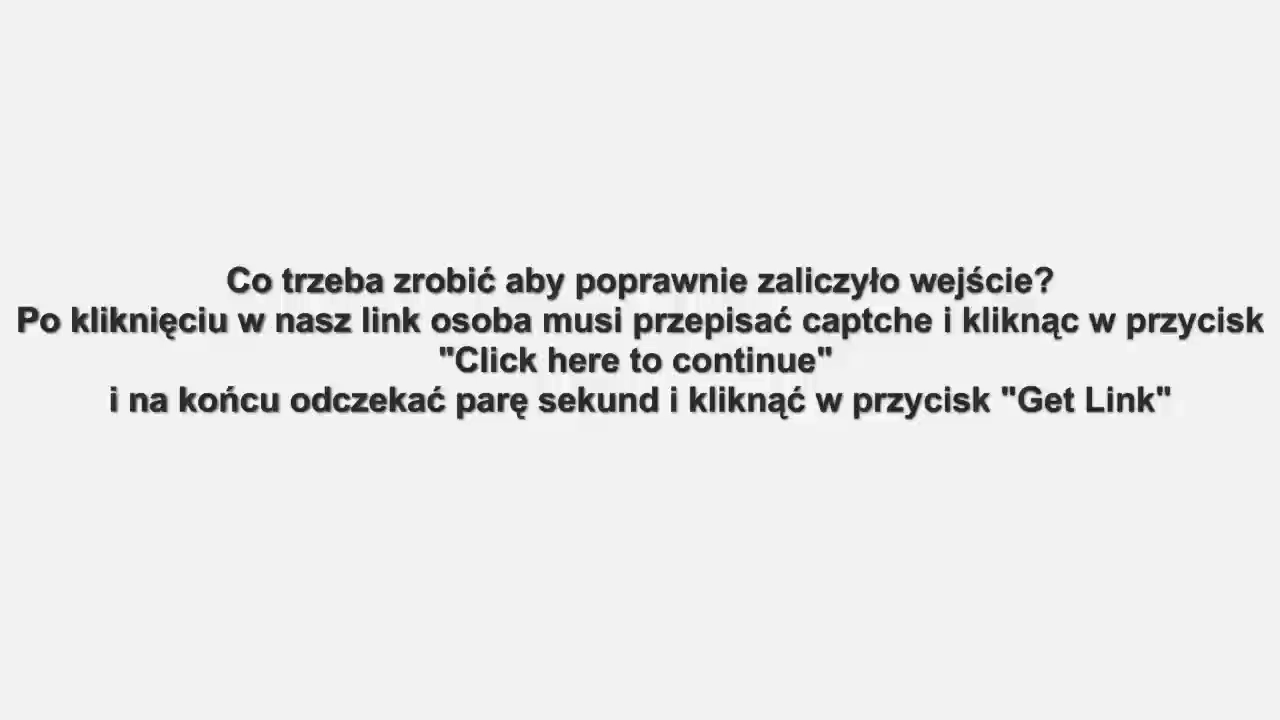 Co trzeba zrobić aby poprawnie zaliczyło wejście?
Po kliknięciu w nasz link osoba musi przepisać captche i kliknąc w przycisk
"Click here to continue"
i na końcu odczekać parę sekund i kliknąć w przycisk "Get Link"